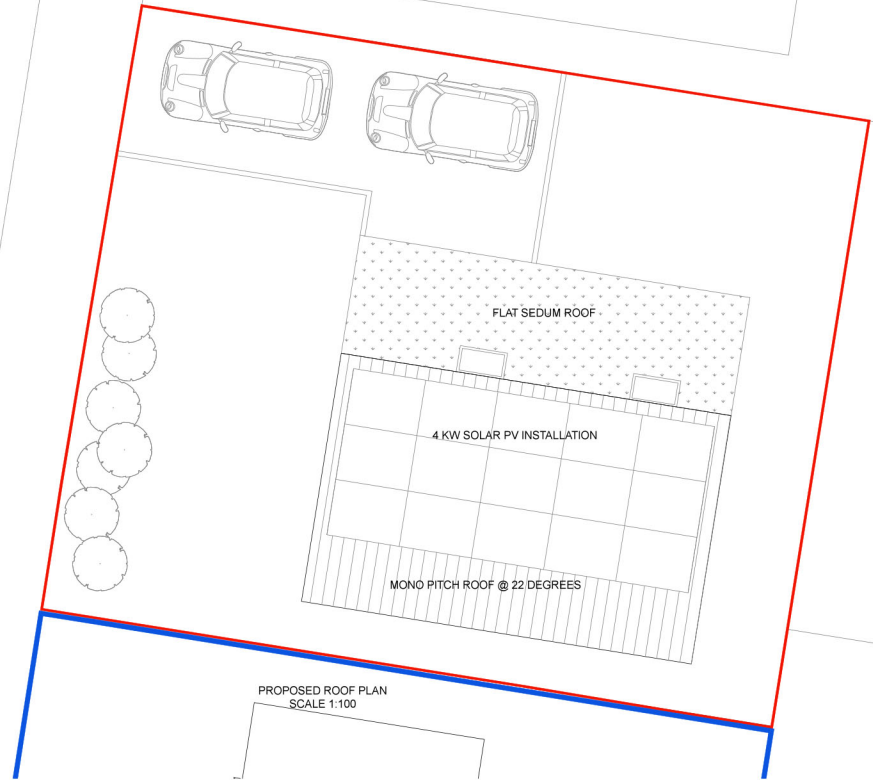 FLAT SEDUM ROOF
4 KW SOLAR PV INSTALLATION
MONO PITCH ROOF @ 22 DEGREES
PROPOSED ROOF PLAN
SCALE 1:100